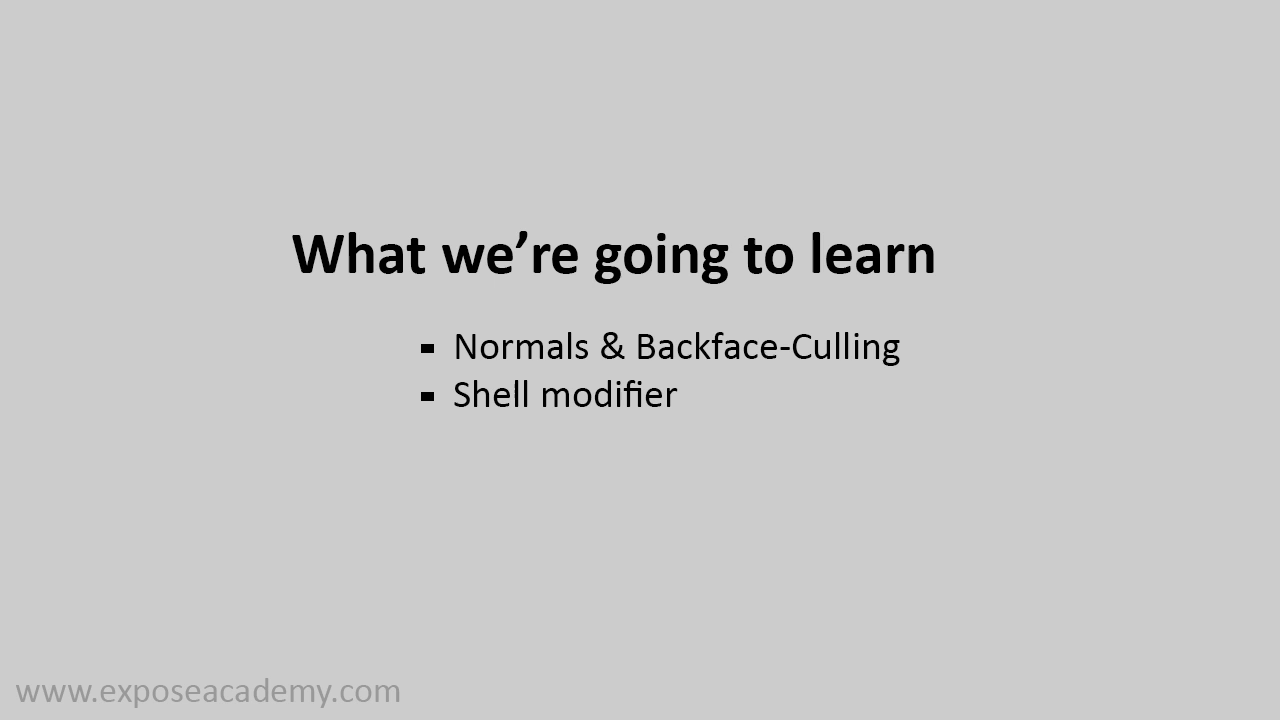 What we’re going to learn
▪ Normals & Backface-Culling
▪ Shell modifier
www.exposeacademy.com